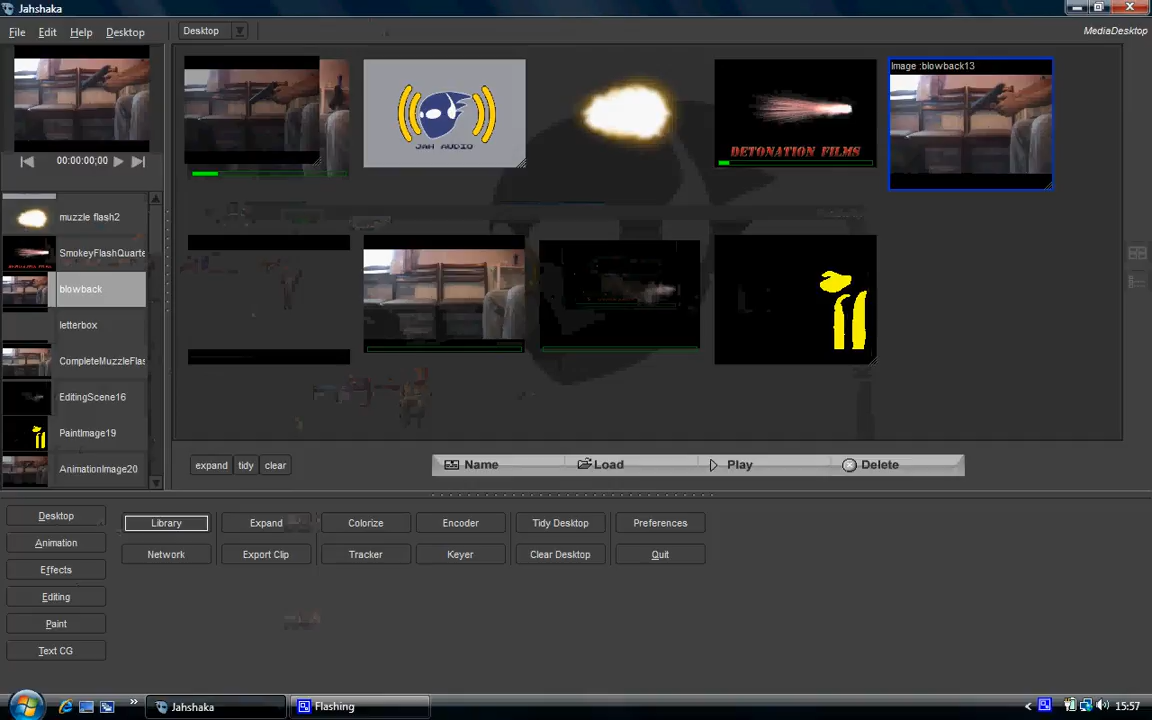 Jahshaka
File Edit Help Desktop
Desktop
MediaDesktop
00:00:00;00
muzzle flash2
SmokeyFlashQuarte
blowback
letterbox
CompleteMuzzleFlas
EditingScene16
PaintImage19
AnimationImage20
JAH AUDIO
DETONATION FILMS
Image :blowback13
expand tidy clear
Name Load Play Delete
Desktop
Animation
Effects
Editing
Paint
Text CG
Library Expand Colorize Encoder Tidy Desktop Preferences
Network Export Clip Tracker Keyer Clear Desktop Quit
Jahshaka Flashing 15:57